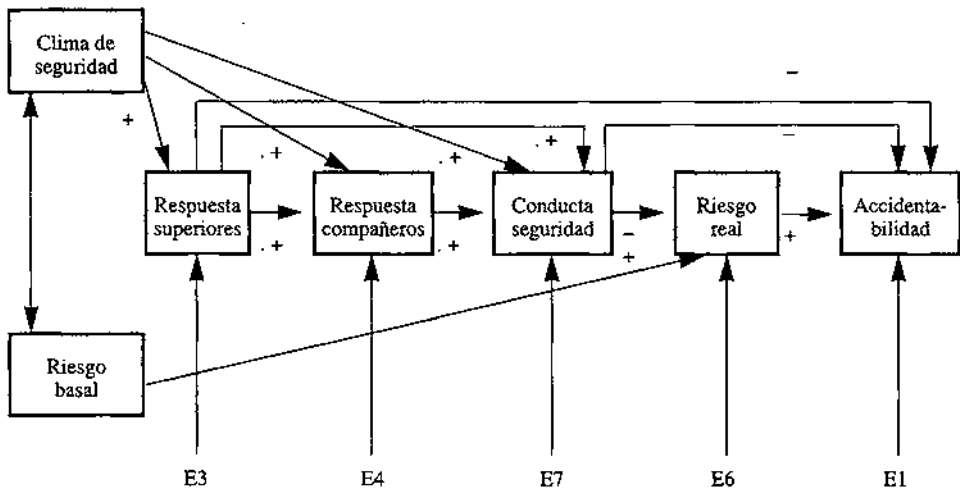 Clima de
seguridad
+
−
−
+
+
+
Respuesta
superiores
Respuesta
compañeros
Conducta
seguridad
Riesgo
real
Accidenta-
bilidad
+
+
−
+
+
Riesgo
basal
E3
E4
E7
E6
E1